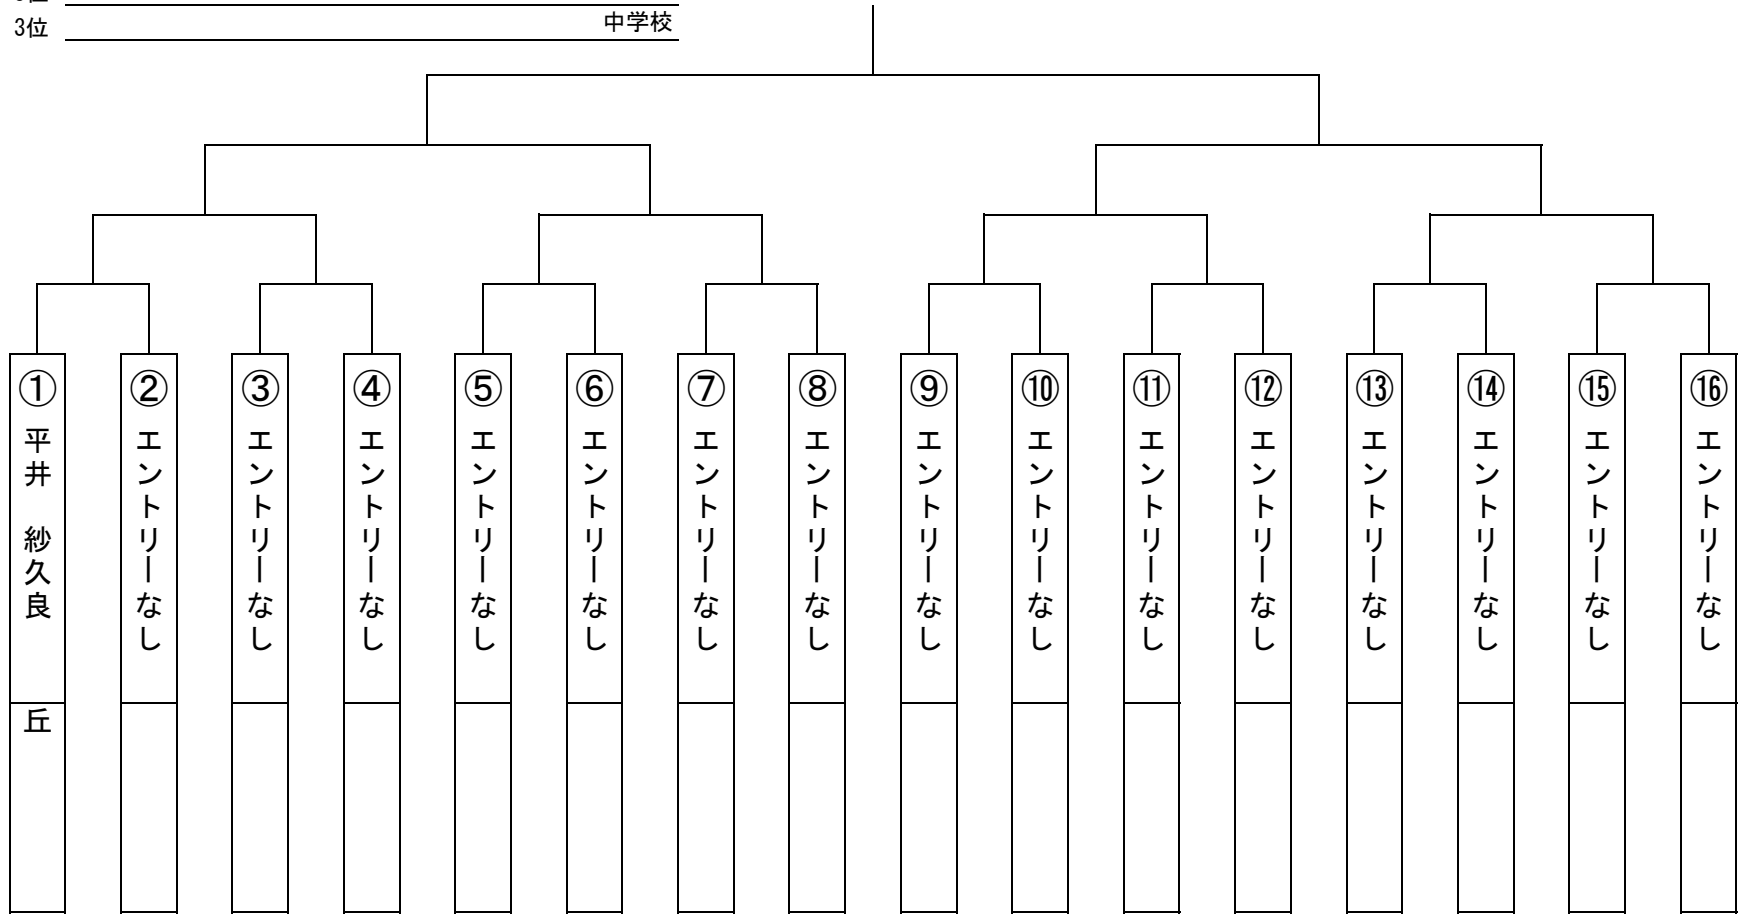 3位
中学校
① 平井　紗久良
丘
② エントリーなし
③ エントリーなし
④ エントリーなし
⑤ エントリーなし
⑥ エントリーなし
⑦ エントリーなし
⑧ エントリーなし
⑨ エントリーなし
⑩ エントリーなし
⑪ エントリーなし
⑫ エントリーなし
⑬ エントリーなし
⑭ エントリーなし
⑮ エントリーなし
⑯ エントリーなし